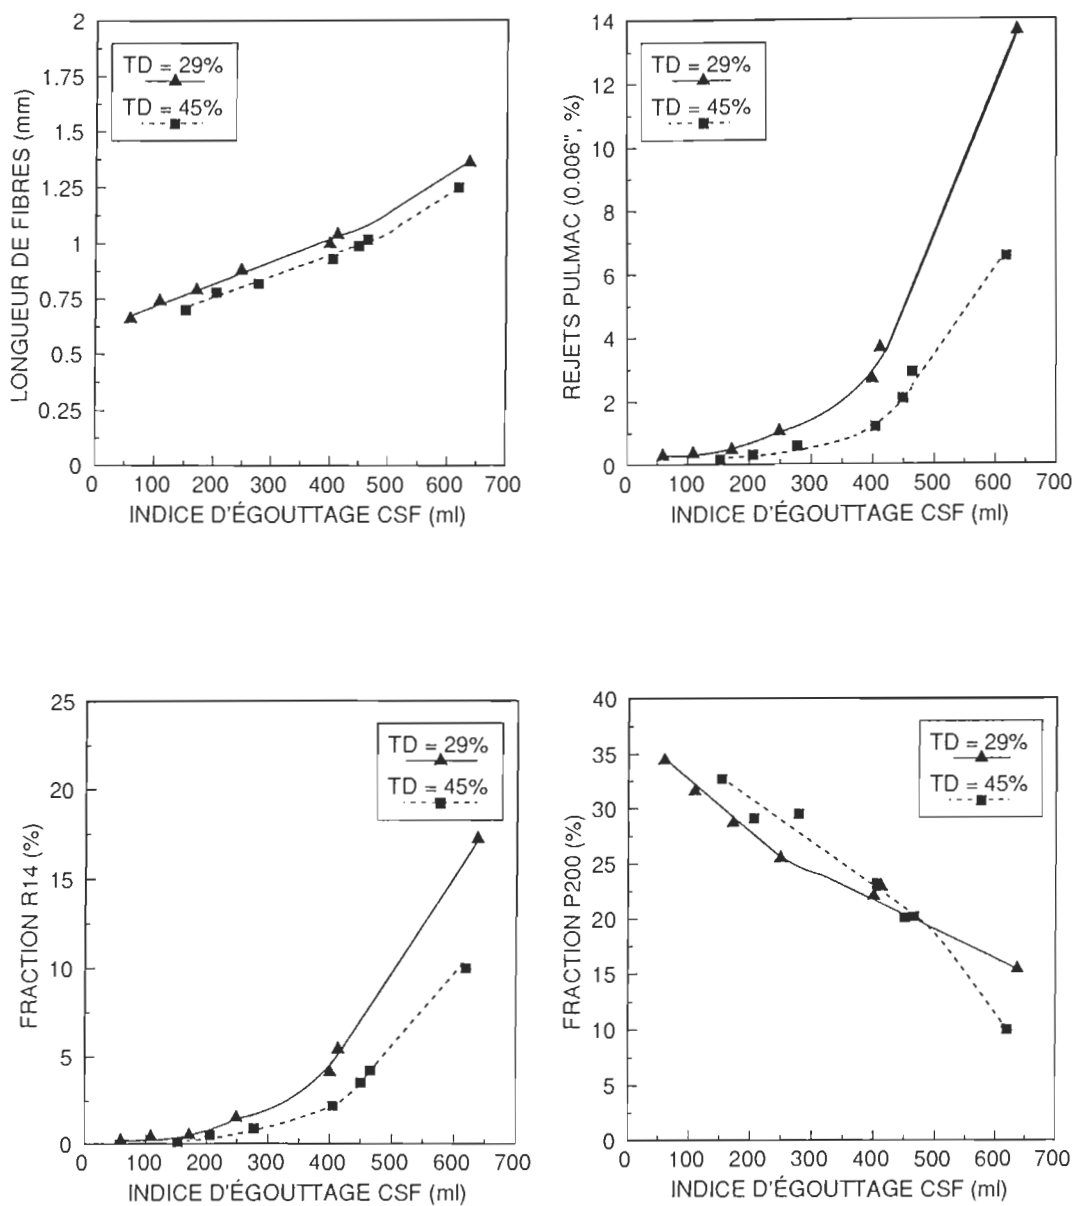 2
1.75
1.5
1.25
1
0.75
0.5
0.25
0
LONGUEUR DE FIBRES (mm)
TD = 29%
TD = 45%
0 100 200 300 400 500 600 700
INDICE D'ÉGOUTTAGE CSF (ml)
14
12
10
8
6
4
2
0
REJETS PULMAC (0.006", %)
TD = 29%
TD = 45%
0 100 200 300 400 500 600 700
INDICE D'ÉGOUTTAGE CSF (ml)
25
20
15
10
5
0
FRACTION R14 (%)
TD = 29%
TD = 45%
0 100 200 300 400 500 600 700
INDICE D'ÉGOUTTAGE CSF (ml)
40
35
30
25
20
15
10
5
0
FRACTION P200 (%)
TD = 29%
TD = 45%
0 100 200 300 400 500 600 700
INDICE D'ÉGOUTTAGE CSF (ml)